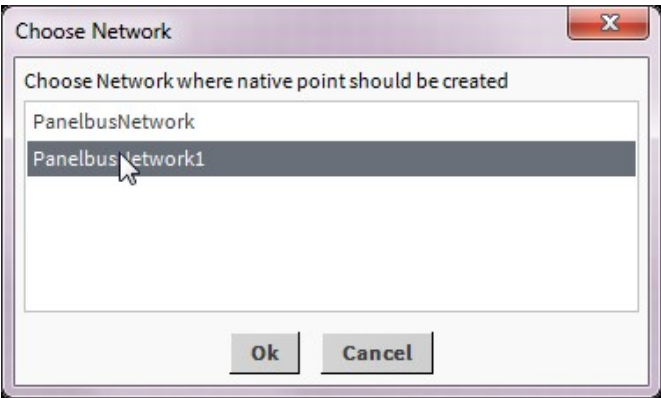 Choose Network
Choose Network where native point should be created
PanelbusNetwork
PanelbusNetwork1
Ok
Cancel